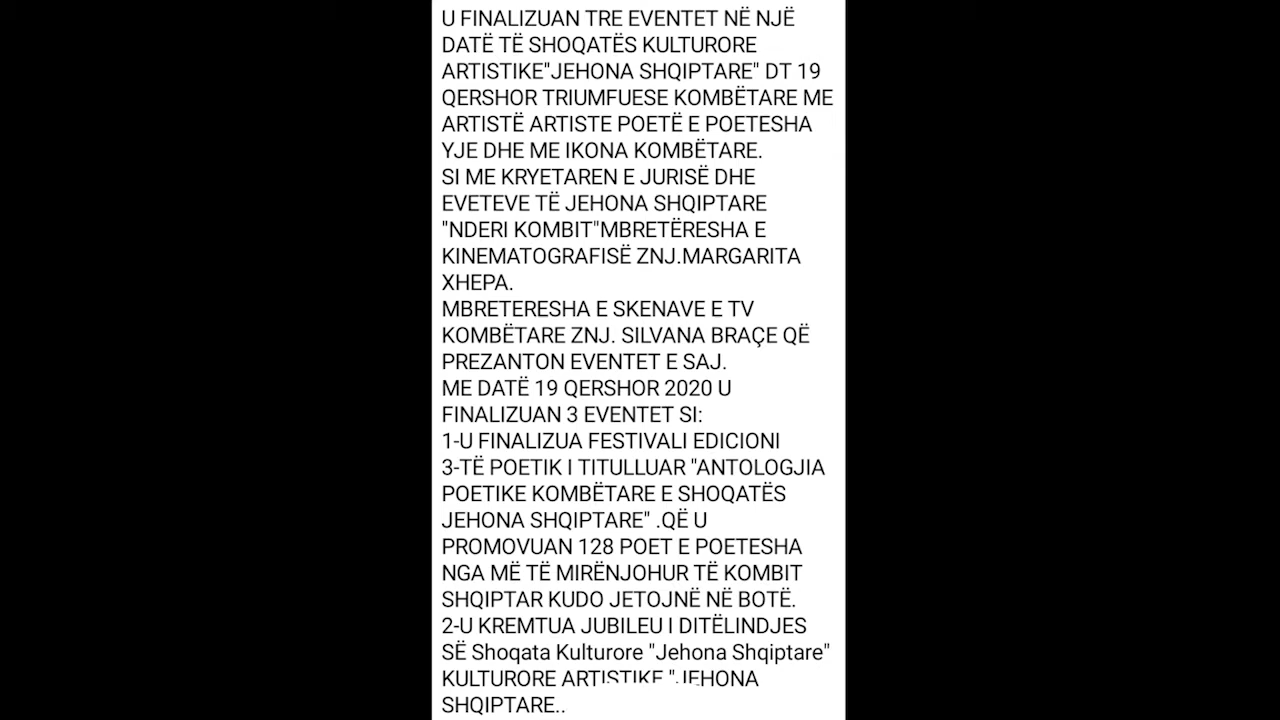 U FINALIZUAN TRE EVENTET NË NJË
DATË TË SHOQATËS KULTURORE
ARTISTIKE"JEHONA SHQIPTARE" DT 19
QERSHOR TRIUMFUESE KOMBËTARE ME
ARTISTË ARTISTE POETË E POETESHA
YJE DHE ME IKONA KOMBËTARE.
SI ME KRYETAREN E JURISË DHE
EVETEVE TË JEHONA SHQIPTARE
"NDERI KOMBIT"MBRETËRESHA E
KINEMATOGRAFISË ZNJ.MARGARITA
XHEPA.
MBRETERESHA E SKENAVE E TV
KOMBËTARE ZNJ. SILVANA BRAÇE QË
PREZANTON EVENTET E SAJ.
ME DATË 19 QERSHOR 2020 U
FINALIZUAN 3 EVENTET SI:
1-U FINALIZUA FESTIVALI EDICIONI
3-TË POETIK I TITULLUAR "ANTOLOGJIA
POETIKE KOMBËTARE E SHOQATËS
JEHONA SHQIPTARE" .QË U
PROMOVUAN 128 POET E POETESHA
NGA MË TË MIRËNJOHUR TË KOMBIT
SHQIPTAR KUDO JETOJNË NË BOTË.
2-U KREMTUA JUBILEU I DITËLINDJES
SË Shoqata Kulturore "Jehona Shqiptare"
KULTURORE ARTISTIKE "JEHONA
SHQIPTARE..